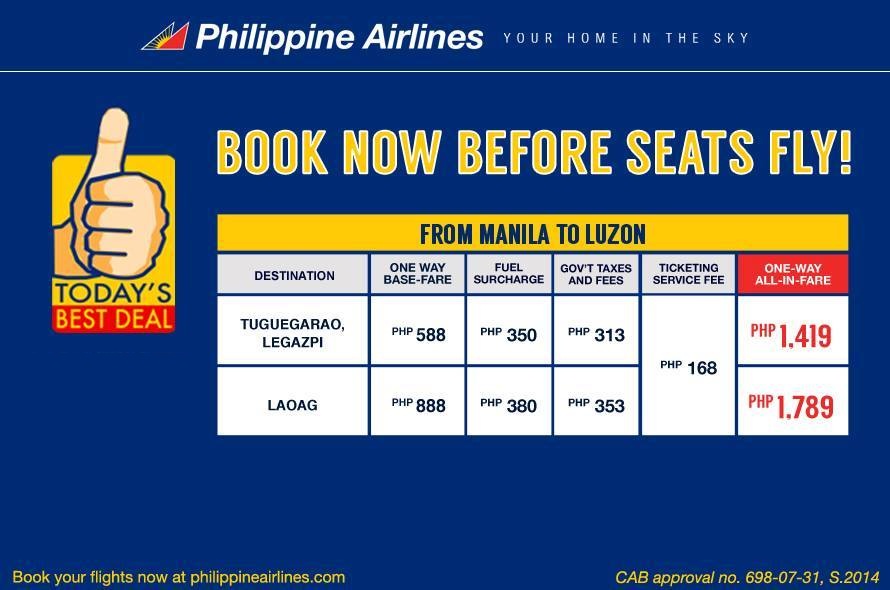 Philippine Airlines YOUR HOME IN THE SKY
BOOK NOW BEFORE SEATS FLY!
TODAY'S
BEST DEAL
FROM MANILA TO LUZON
DESTINATION
ONE WAY
BASE-FARE
FUEL
SURCHARGE
GOV'T TAXES
AND FEES
TICKETING
SERVICE FEE
ONE-WAY
ALL-IN-FARE
TUGUEGARAO,
LEGAZPI
PHP 588
PHP 350
PHP 313
PHP 168
PHP 1,419
LAOAG
PHP 888
PHP 380
PHP 353
PHP 1,789
Book your flights now at philippineairlines.com
CAB approval no. 698-07-31, S.2014